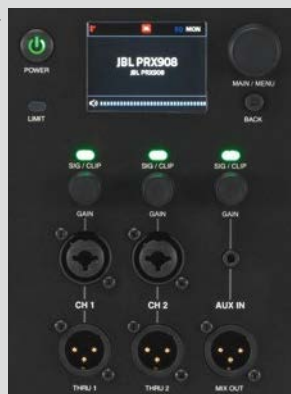 EQ MON
JBL PRX908
JBL PRX908
POWER
MAIN / MENU
LIMIT
BACK
SIG / CLIP SIG / CLIP SIG / CLIP
GAIN GAIN GAIN
CH 1 CH 2 AUX IN
THRU 1 THRU 2 MIX OUT